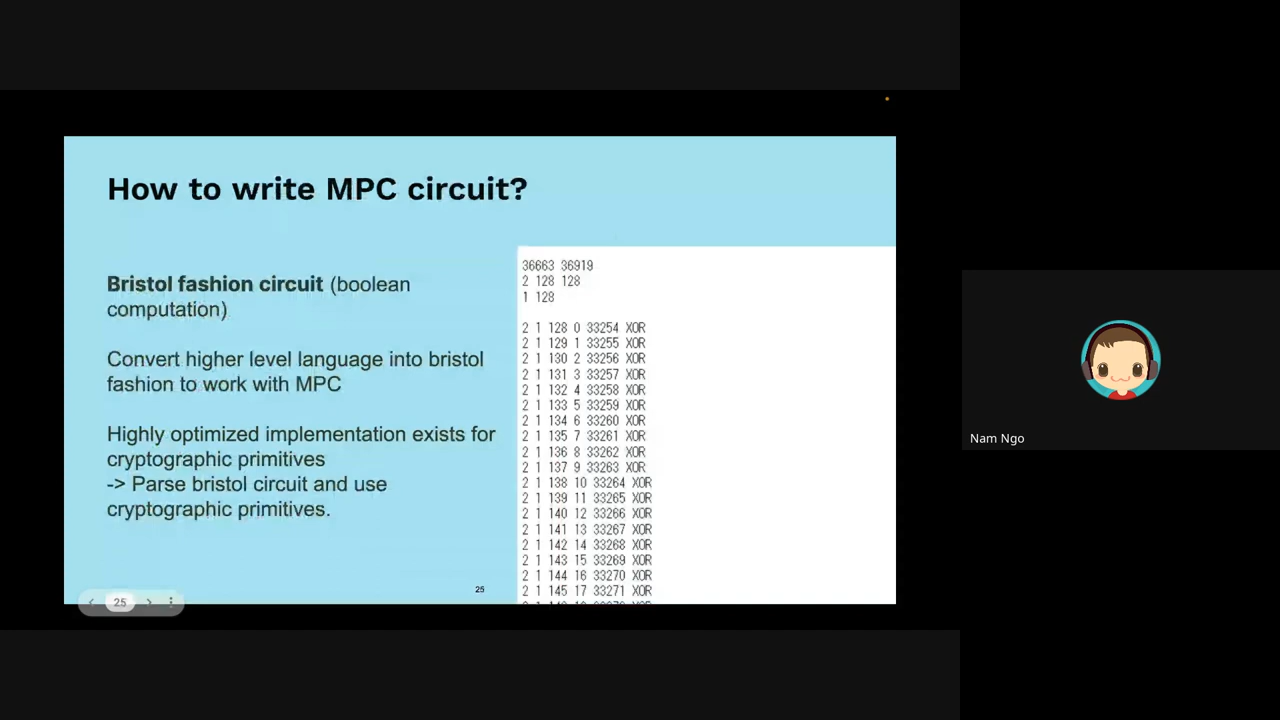 How to write MPC circuit?
Bristol fashion circuit (boolean
computation)
Convert higher level language into bristol
fashion to work with MPC
Highly optimized implementation exists for
cryptographic primitives
-> Parse bristol circuit and use
cryptographic primitives.
36663 36919
2 128 128
1 128
2 1 128 0 33254 XOR
2 1 129 1 33255 XOR
2 1 130 2 33256 XOR
2 1 131 3 33257 XOR
2 1 132 4 33258 XOR
2 1 133 5 33259 XOR
2 1 134 6 33260 XOR
2 1 135 7 33261 XOR
2 1 136 8 33262 XOR
2 1 137 9 33263 XOR
2 1 138 10 33264 XOR
2 1 139 11 33265 XOR
2 1 140 12 33266 XOR
2 1 141 13 33267 XOR
2 1 142 14 33268 XOR
2 1 143 15 33269 XOR
2 1 144 16 33270 XOR
2 1 145 17 33271 XOR
25
25
Nam Ngo